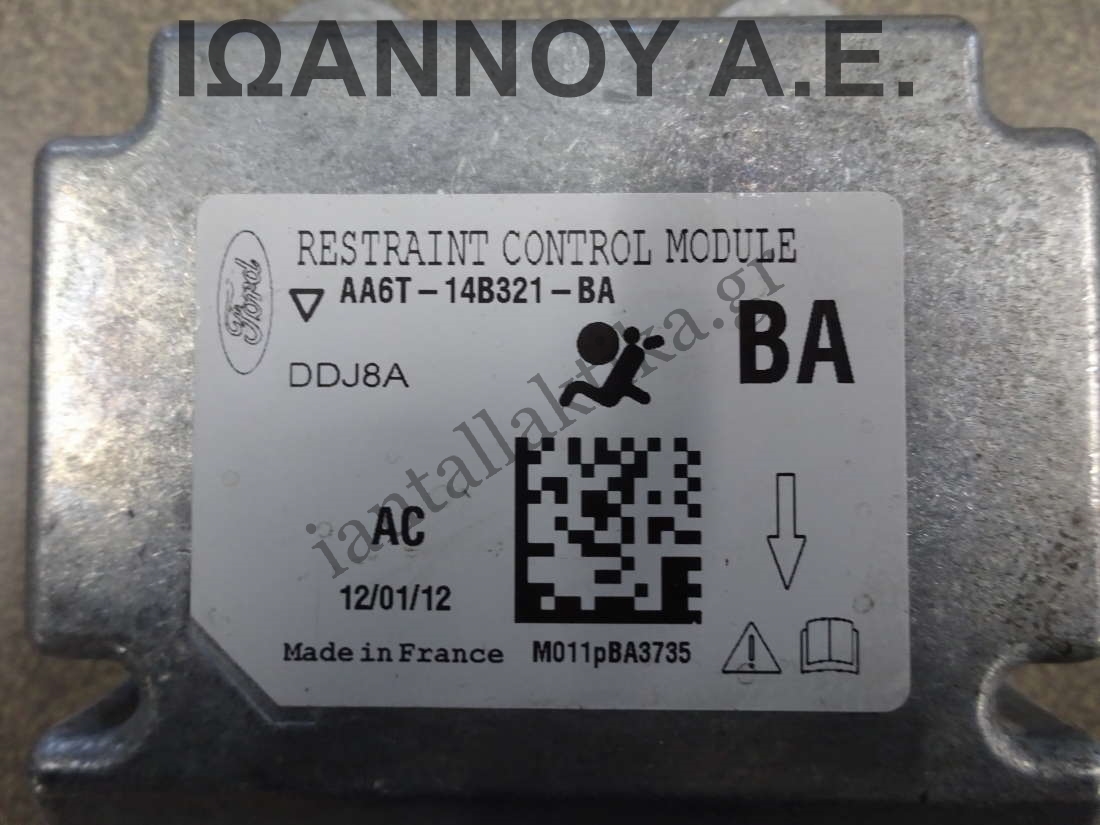 ΙΩΑΝΝΟΥ Α.Ε.
Ford
RESTRAINT CONTROL MODULE
AA6T-14B321-BA
BA
DDJ8A
iantallaktika.gr
AC
12/01/12
Made in France
M011pBA3735